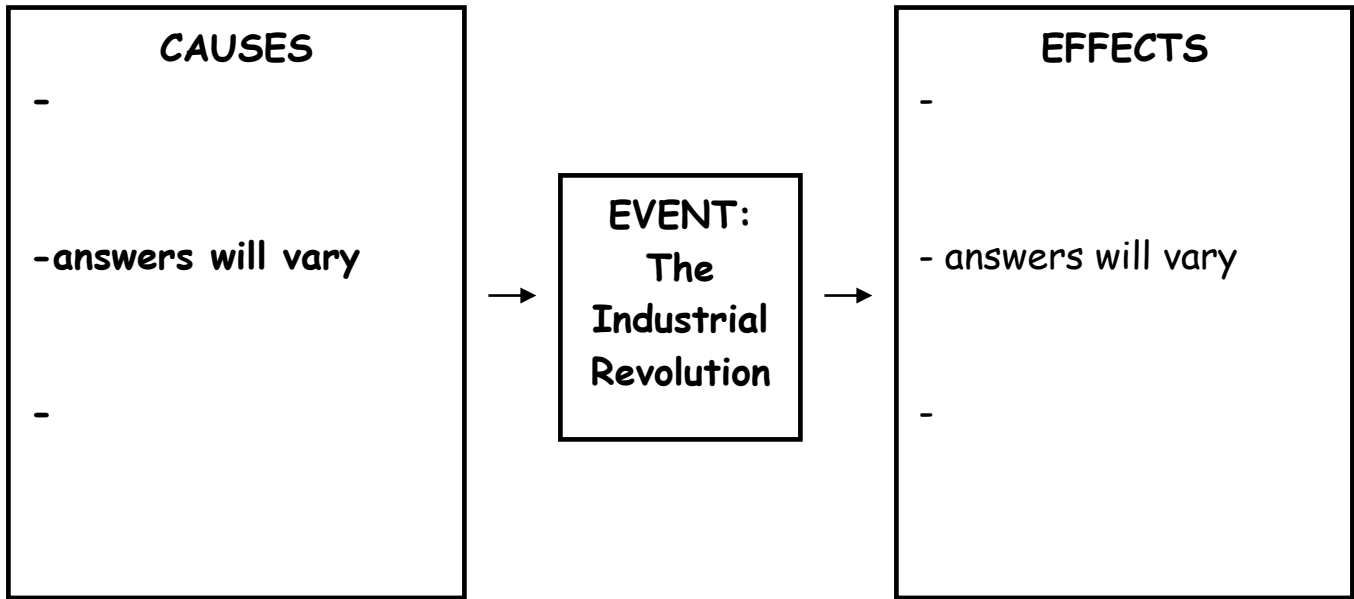 CAUSES
-
-answers will vary
-
EVENT:
The
Industrial
Revolution
EFFECTS
-
- answers will vary
-